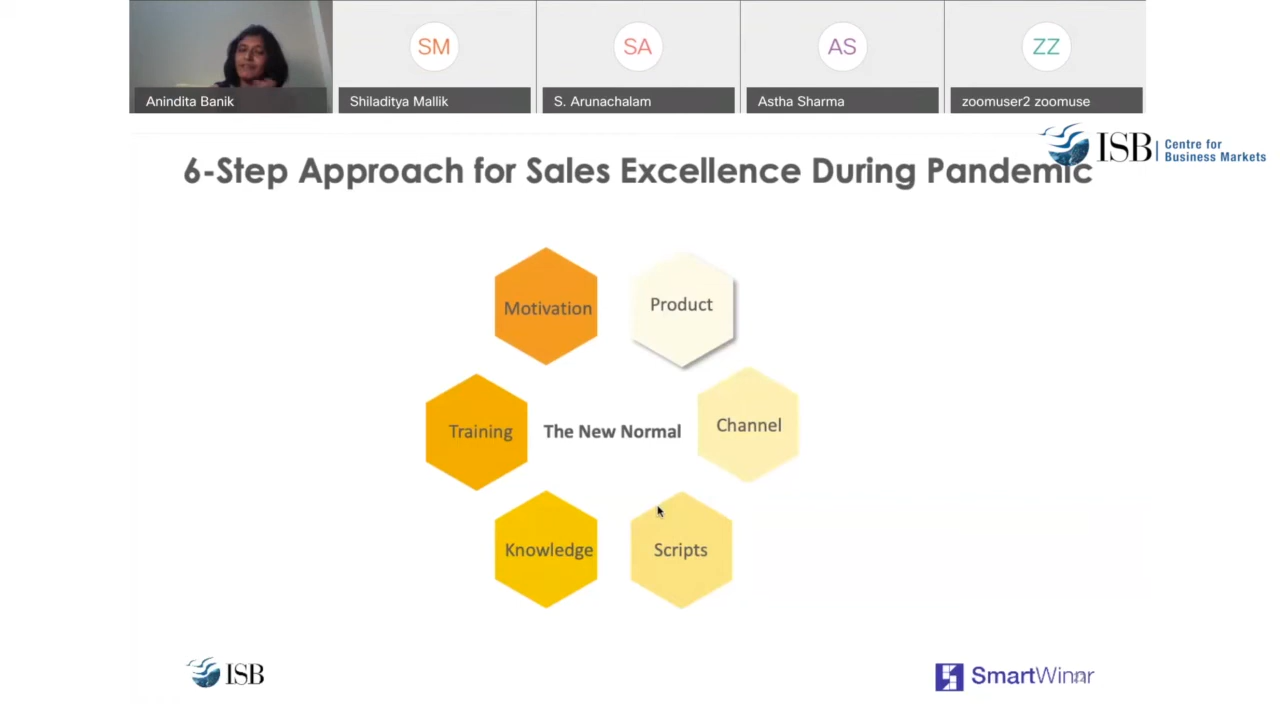 SM
SA
AS
ZZ
Anindita Banik
Shiladitya Mallik
S. Arunachalam
Astha Sharma
zoomuser2 zoomuse
ISB
Centre for
Business Markets
6-Step Approach for Sales Excellence During Pandemic
Motivation
Product
Training
The New Normal
Channel
Knowledge
Scripts
ISB
SmartWinnr